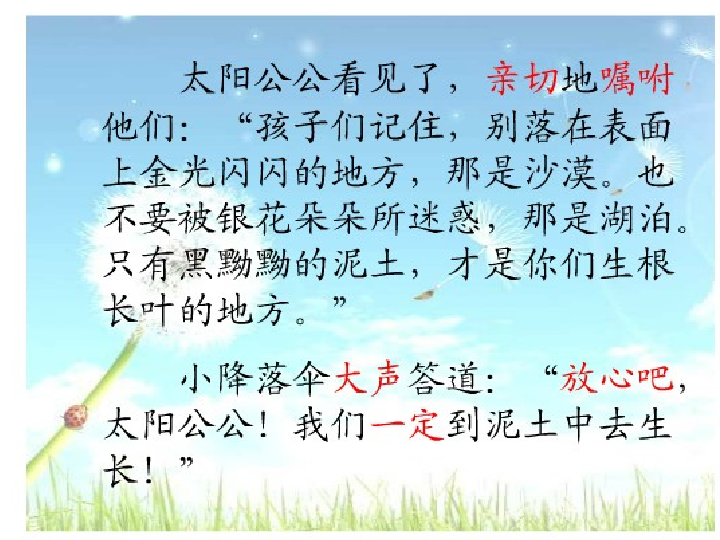 太阳公公看见了，亲切地嘱咐
他们：“孩子们记住，别落在表面
上金光闪闪的地方，那是沙漠。也
不要被银花朵朵所迷惑，那是湖泊。
只有黑黝黝的泥土，才是你们生根
长叶的地方。”
小降落伞大声答道：“放心吧，
太阳公公！我们一定到泥土中去生
长！”